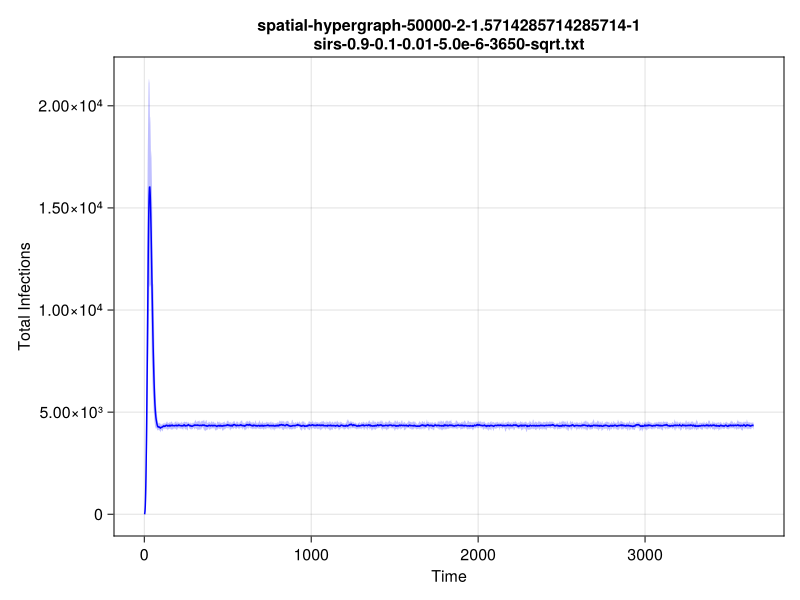 spatial-hypergraph-50000-2-1.5714285714285714-1
sirs-0.9-0.1-0.01-5.0e-6-3650-sqrt.txt
2.00×10⁴
1.50×10⁴
1.00×10⁴
5.00×10³
0
Total Infections
0 1000 2000 3000
Time